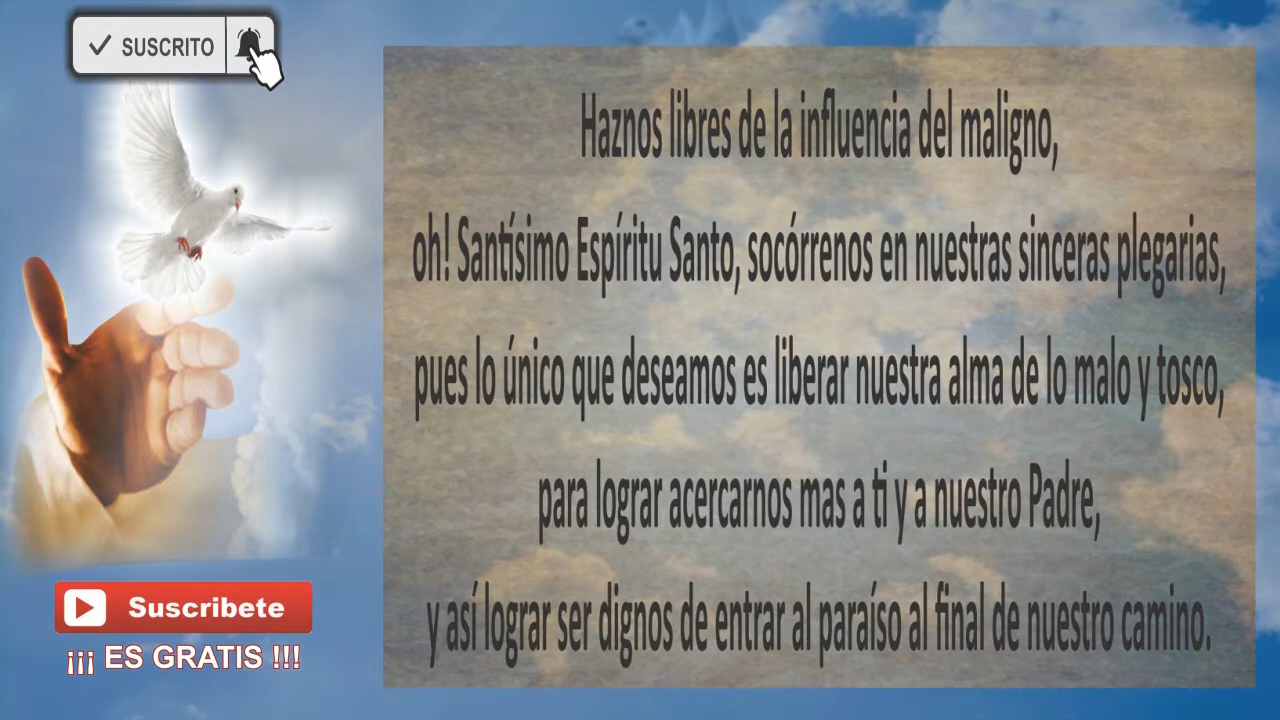 SUSCRITO
Haznos libres de la influencia del maligno,
oh! Santísimo Espíritu Santo, socórrenos en nuestras sinceras plegarias,
pues lo único que deseamos es liberar nuestra alma de lo malo y tosco,
para lograr acercarnos mas a ti y a nuestro Padre,
y así lograr ser dignos de entrar al paraíso al final de nuestro camino.
Suscribete
¡¡¡ ES GRATIS !!!